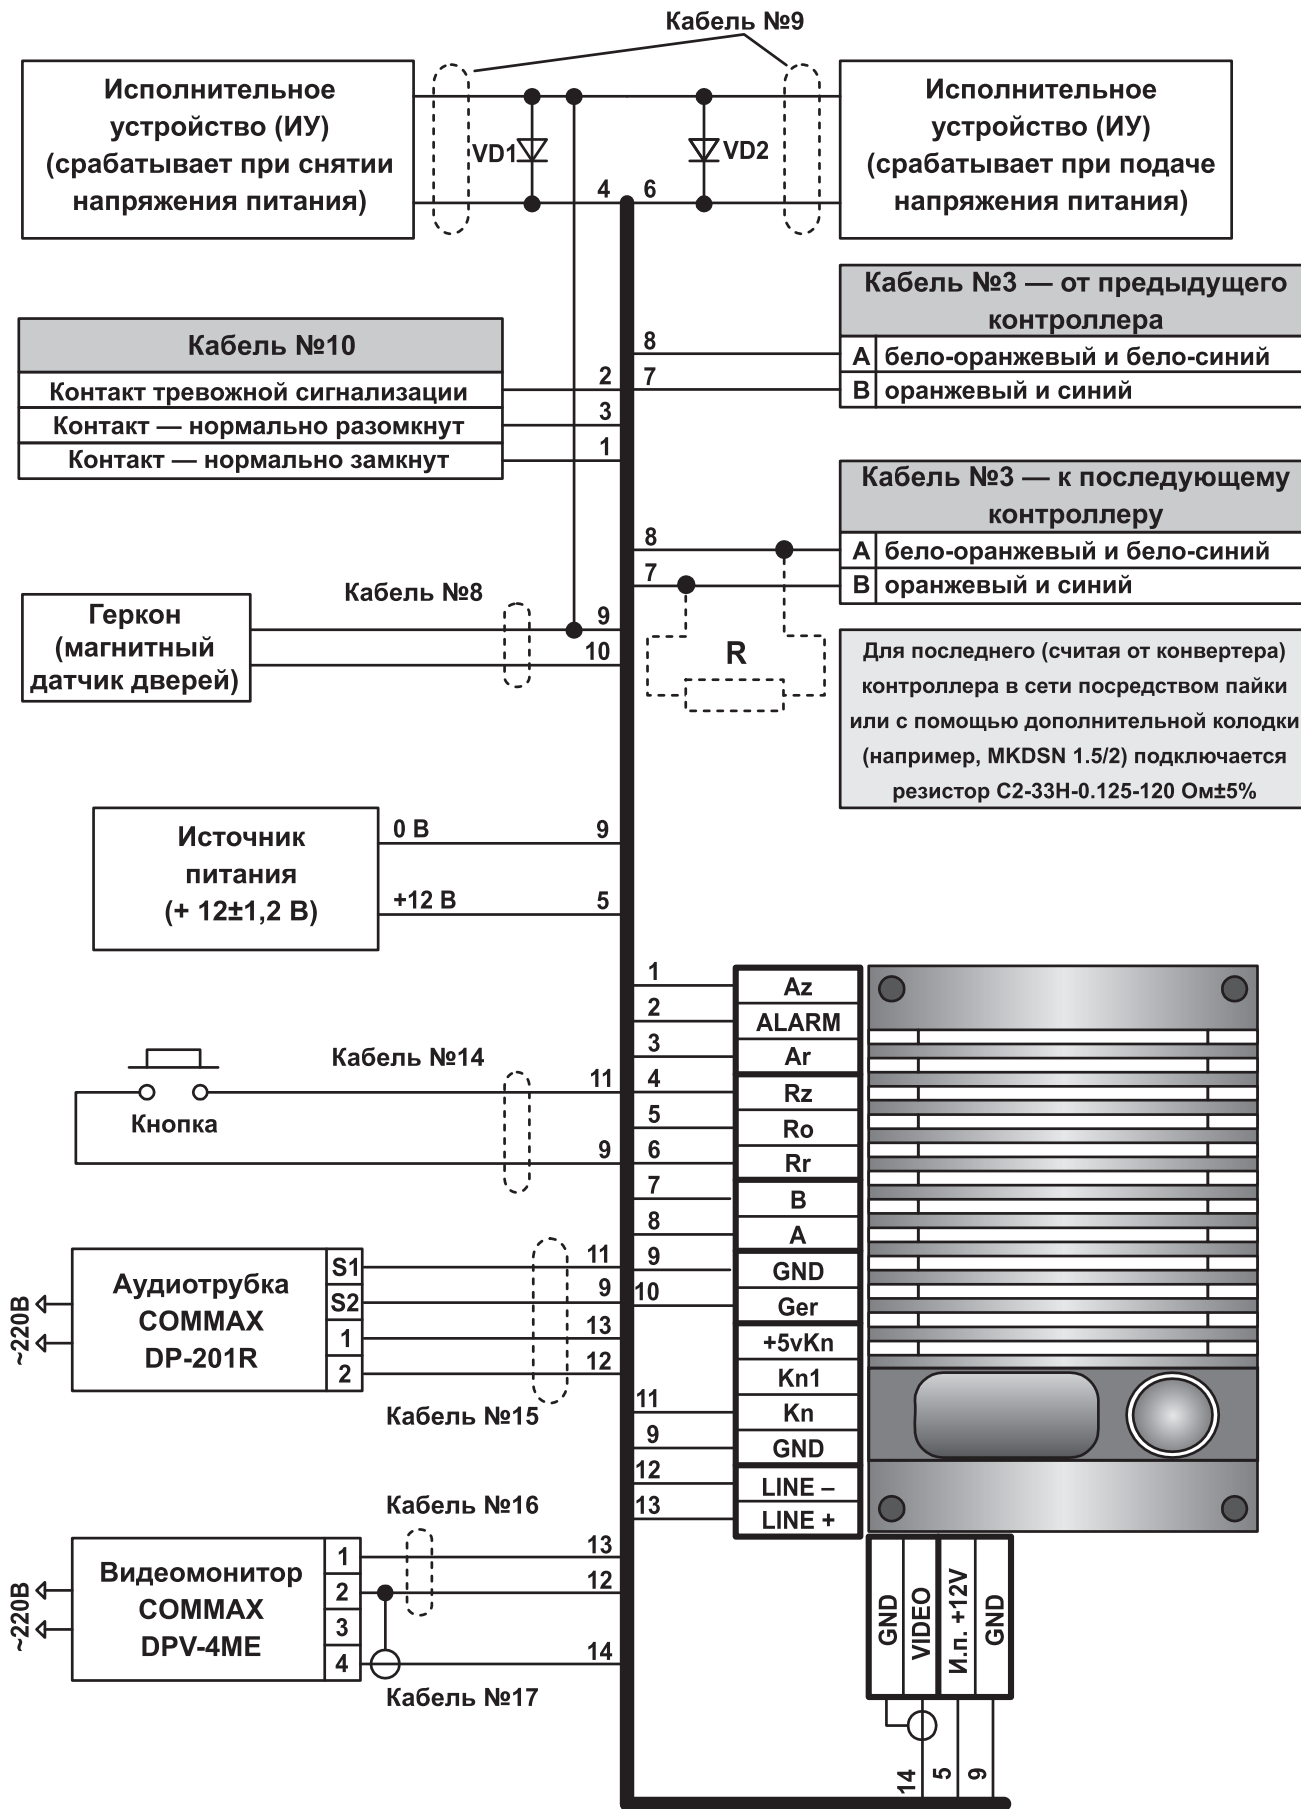 Кабель №9
Исполнительное
устройство (ИУ)
(срабатывает при снятии
напряжения питания)
VD1
VD2
4
6
Исполнительное
устройство (ИУ)
(срабатывает при подаче
напряжения питания)
Кабель №3 — от предыдущего
контроллера
8
A бело-оранжевый и бело-синий
7
B оранжевый и синий
Кабель №10
Контакт тревожной сигнализации
2
Контакт — нормально разомкнут
3
Контакт — нормально замкнут
1
Кабель №3 — к последующему
контроллеру
8
A бело-оранжевый и бело-синий
7
B оранжевый и синий
R
Для последнего (считая от конвертера)
контроллера в сети посредством пайки
или с помощью дополнительной колодки
(например, MKDSN 1.5/2) подключается
резистор С2-33Н-0.125-120 Ом±5%
Кабель №8
Геркон
(магнитный
датчик дверей)
9
10
Источник
питания
(+ 12±1,2 В)
0 В
9
+12 В
5
Кабель №14
Кнопка
11
9
Аудиотрубка
COMMAX
DP-201R
~220В
S1
11
S2
9
1
13
2
12
Кабель №15
Кабель №16
Видеомонитор
COMMAX
DPV-4ME
~220В
1
13
2
12
3
4
14
Кабель №17
1
Az
2
ALARM
3
Ar
4
Rz
5
Ro
6
Rr
7
B
8
A
9
GND
10
Ger
+5vKn
Kn1
11
Kn
9
GND
12
LINE –
13
LINE +
GND
VIDEO
И.п. +12V
GND
14
5
9